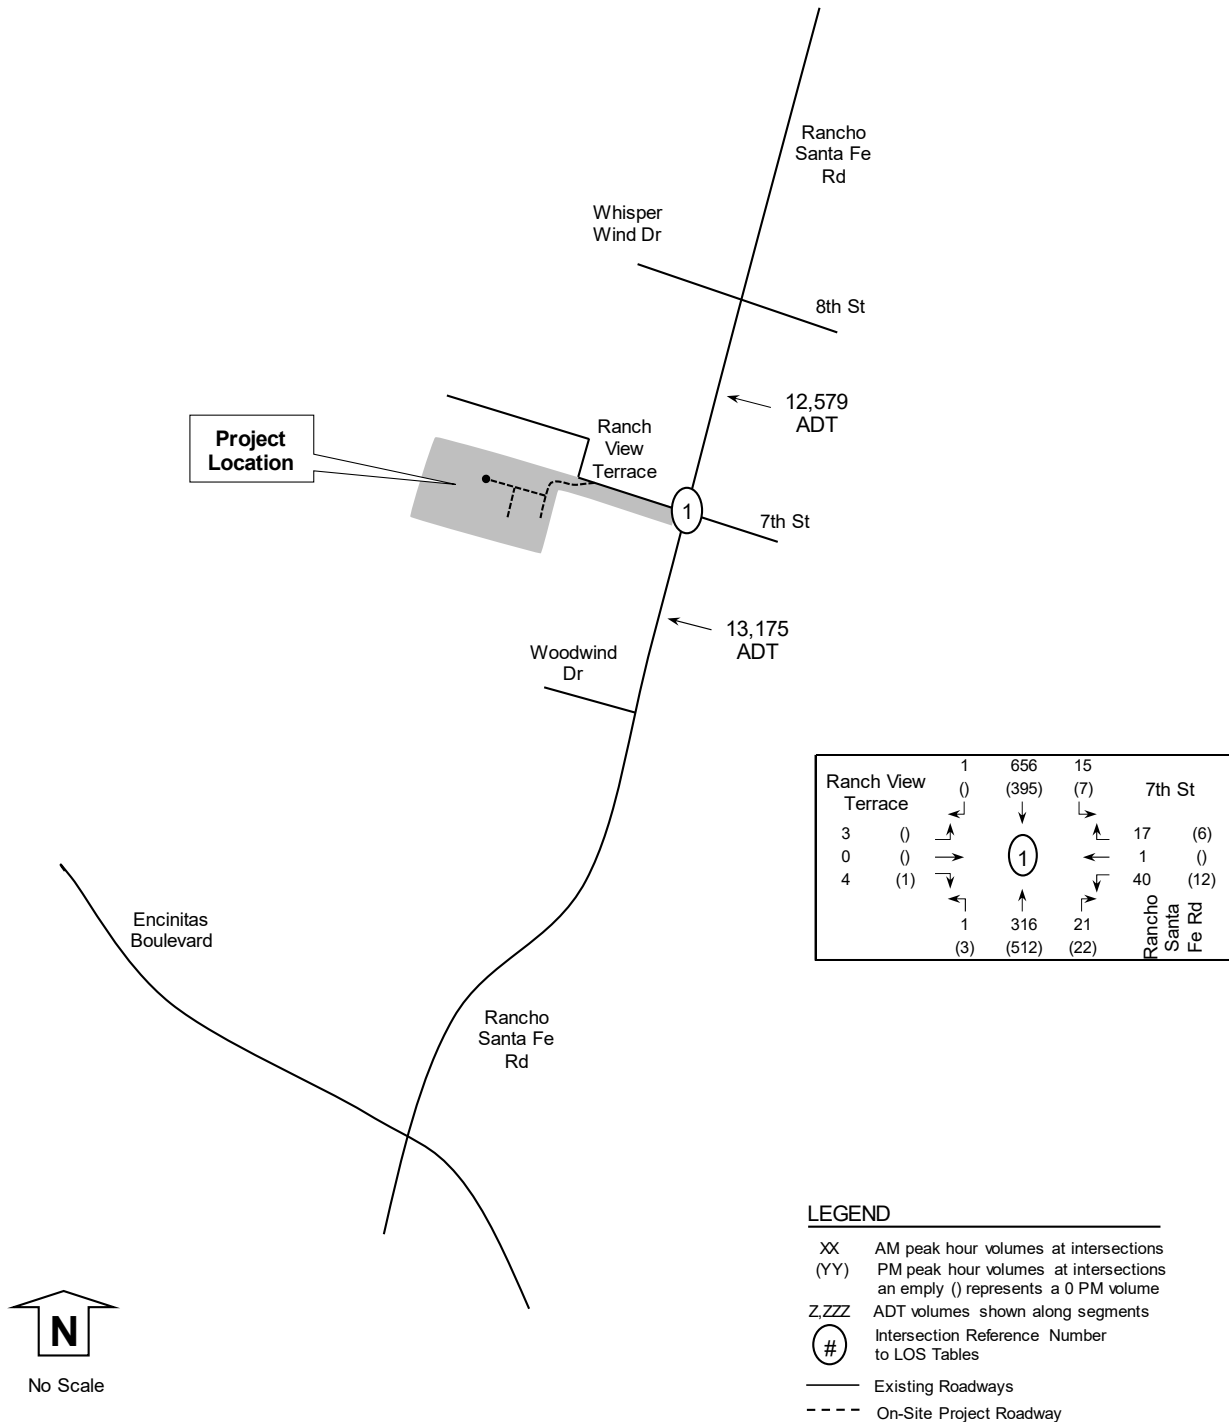 Rancho
Santa Fe
Rd
Whisper
Wind Dr
8th St
12,579
ADT
Project
Location
Ranch
View
Terrace
1
7th St
13,175
ADT
Woodwind
Dr
1 656 15
() (395) (7)
Ranch View
Terrace
7th St
3 () 17 (6)
0 () 1 1 ()
4 (1) 40 (12)
1 316 21
(3) (512) (22)
Rancho
Santa
Fe Rd
Encinitas
Boulevard
Rancho
Santa Fe
Rd
LEGEND
XX AM peak hour volumes at intersections
(YY) PM peak hour volumes at intersections
an emply () represents a 0 PM volume
Z,ZZZ ADT volumes shown along segments
# Intersection Reference Number
to LOS Tables
Existing Roadways
On-Site Project Roadway
N
No Scale